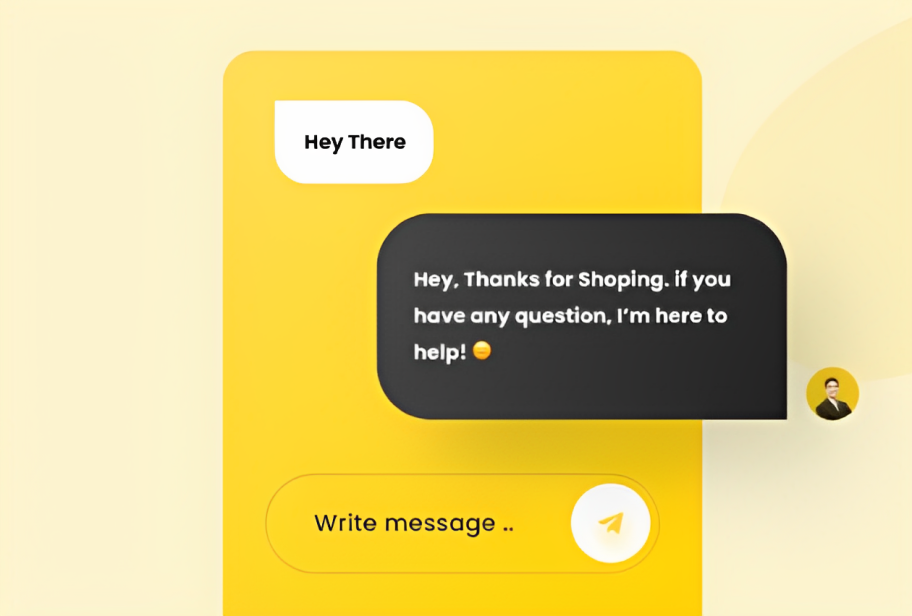 Hey There
Hey, Thanks for Shoping. if you
have any question, I'm here to
help! 😑
Write message ..